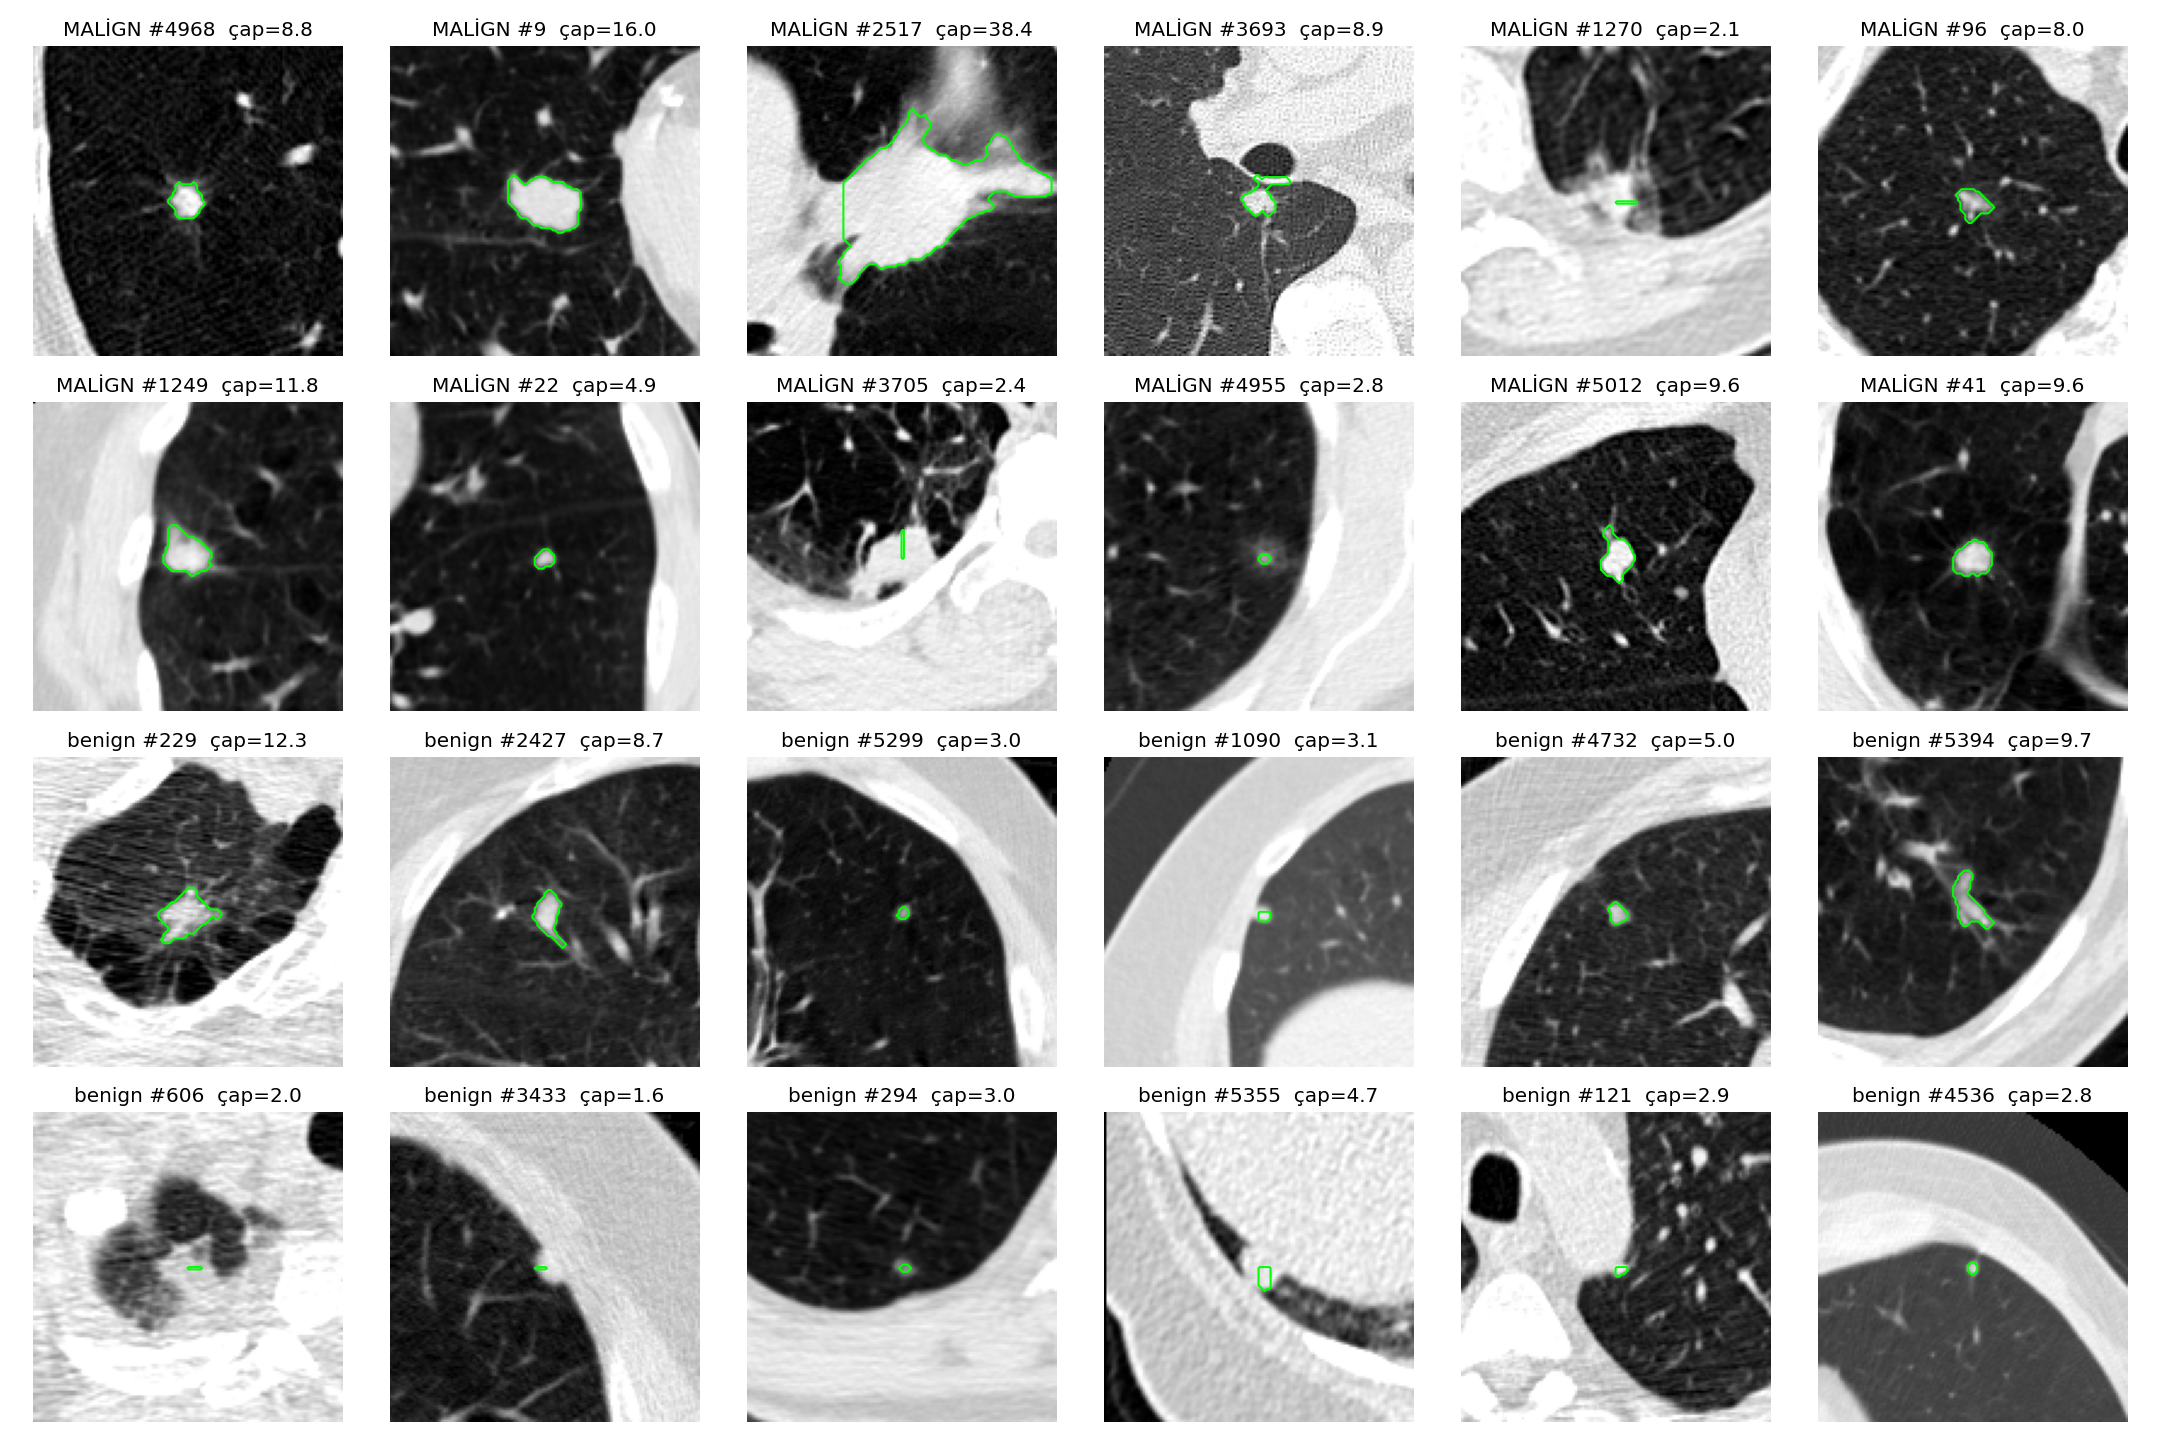 MALİGN #4968 çap=8.8
MALİGN #9 çap=16.0
MALİGN #2517 çap=38.4
MALİGN #3693 çap=8.9
MALİGN #1270 çap=2.1
MALİGN #96 çap=8.0
MALİGN #1249 çap=11.8
MALİGN #22 çap=4.9
MALİGN #3705 çap=2.4
MALİGN #4955 çap=2.8
MALİGN #5012 çap=9.6
MALİGN #41 çap=9.6
benign #229 çap=12.3
benign #2427 çap=8.7
benign #5299 çap=3.0
benign #1090 çap=3.1
benign #4732 çap=5.0
benign #5394 çap=9.7
benign #606 çap=2.0
benign #3433 çap=1.6
benign #294 çap=3.0
benign #5355 çap=4.7
benign #121 çap=2.9
benign #4536 çap=2.8